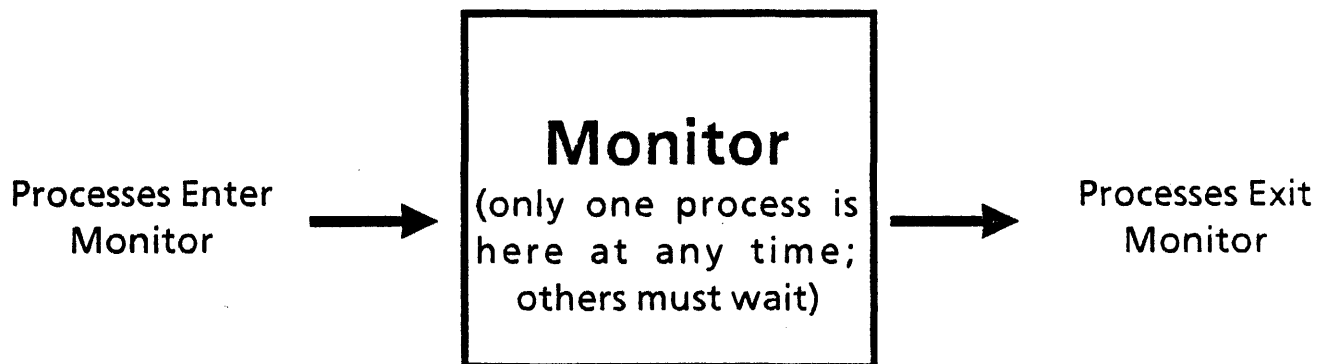 Processes Enter
Monitor
Monitor
(only one process is
here at any time;
others must wait)
Processes Exit
Monitor